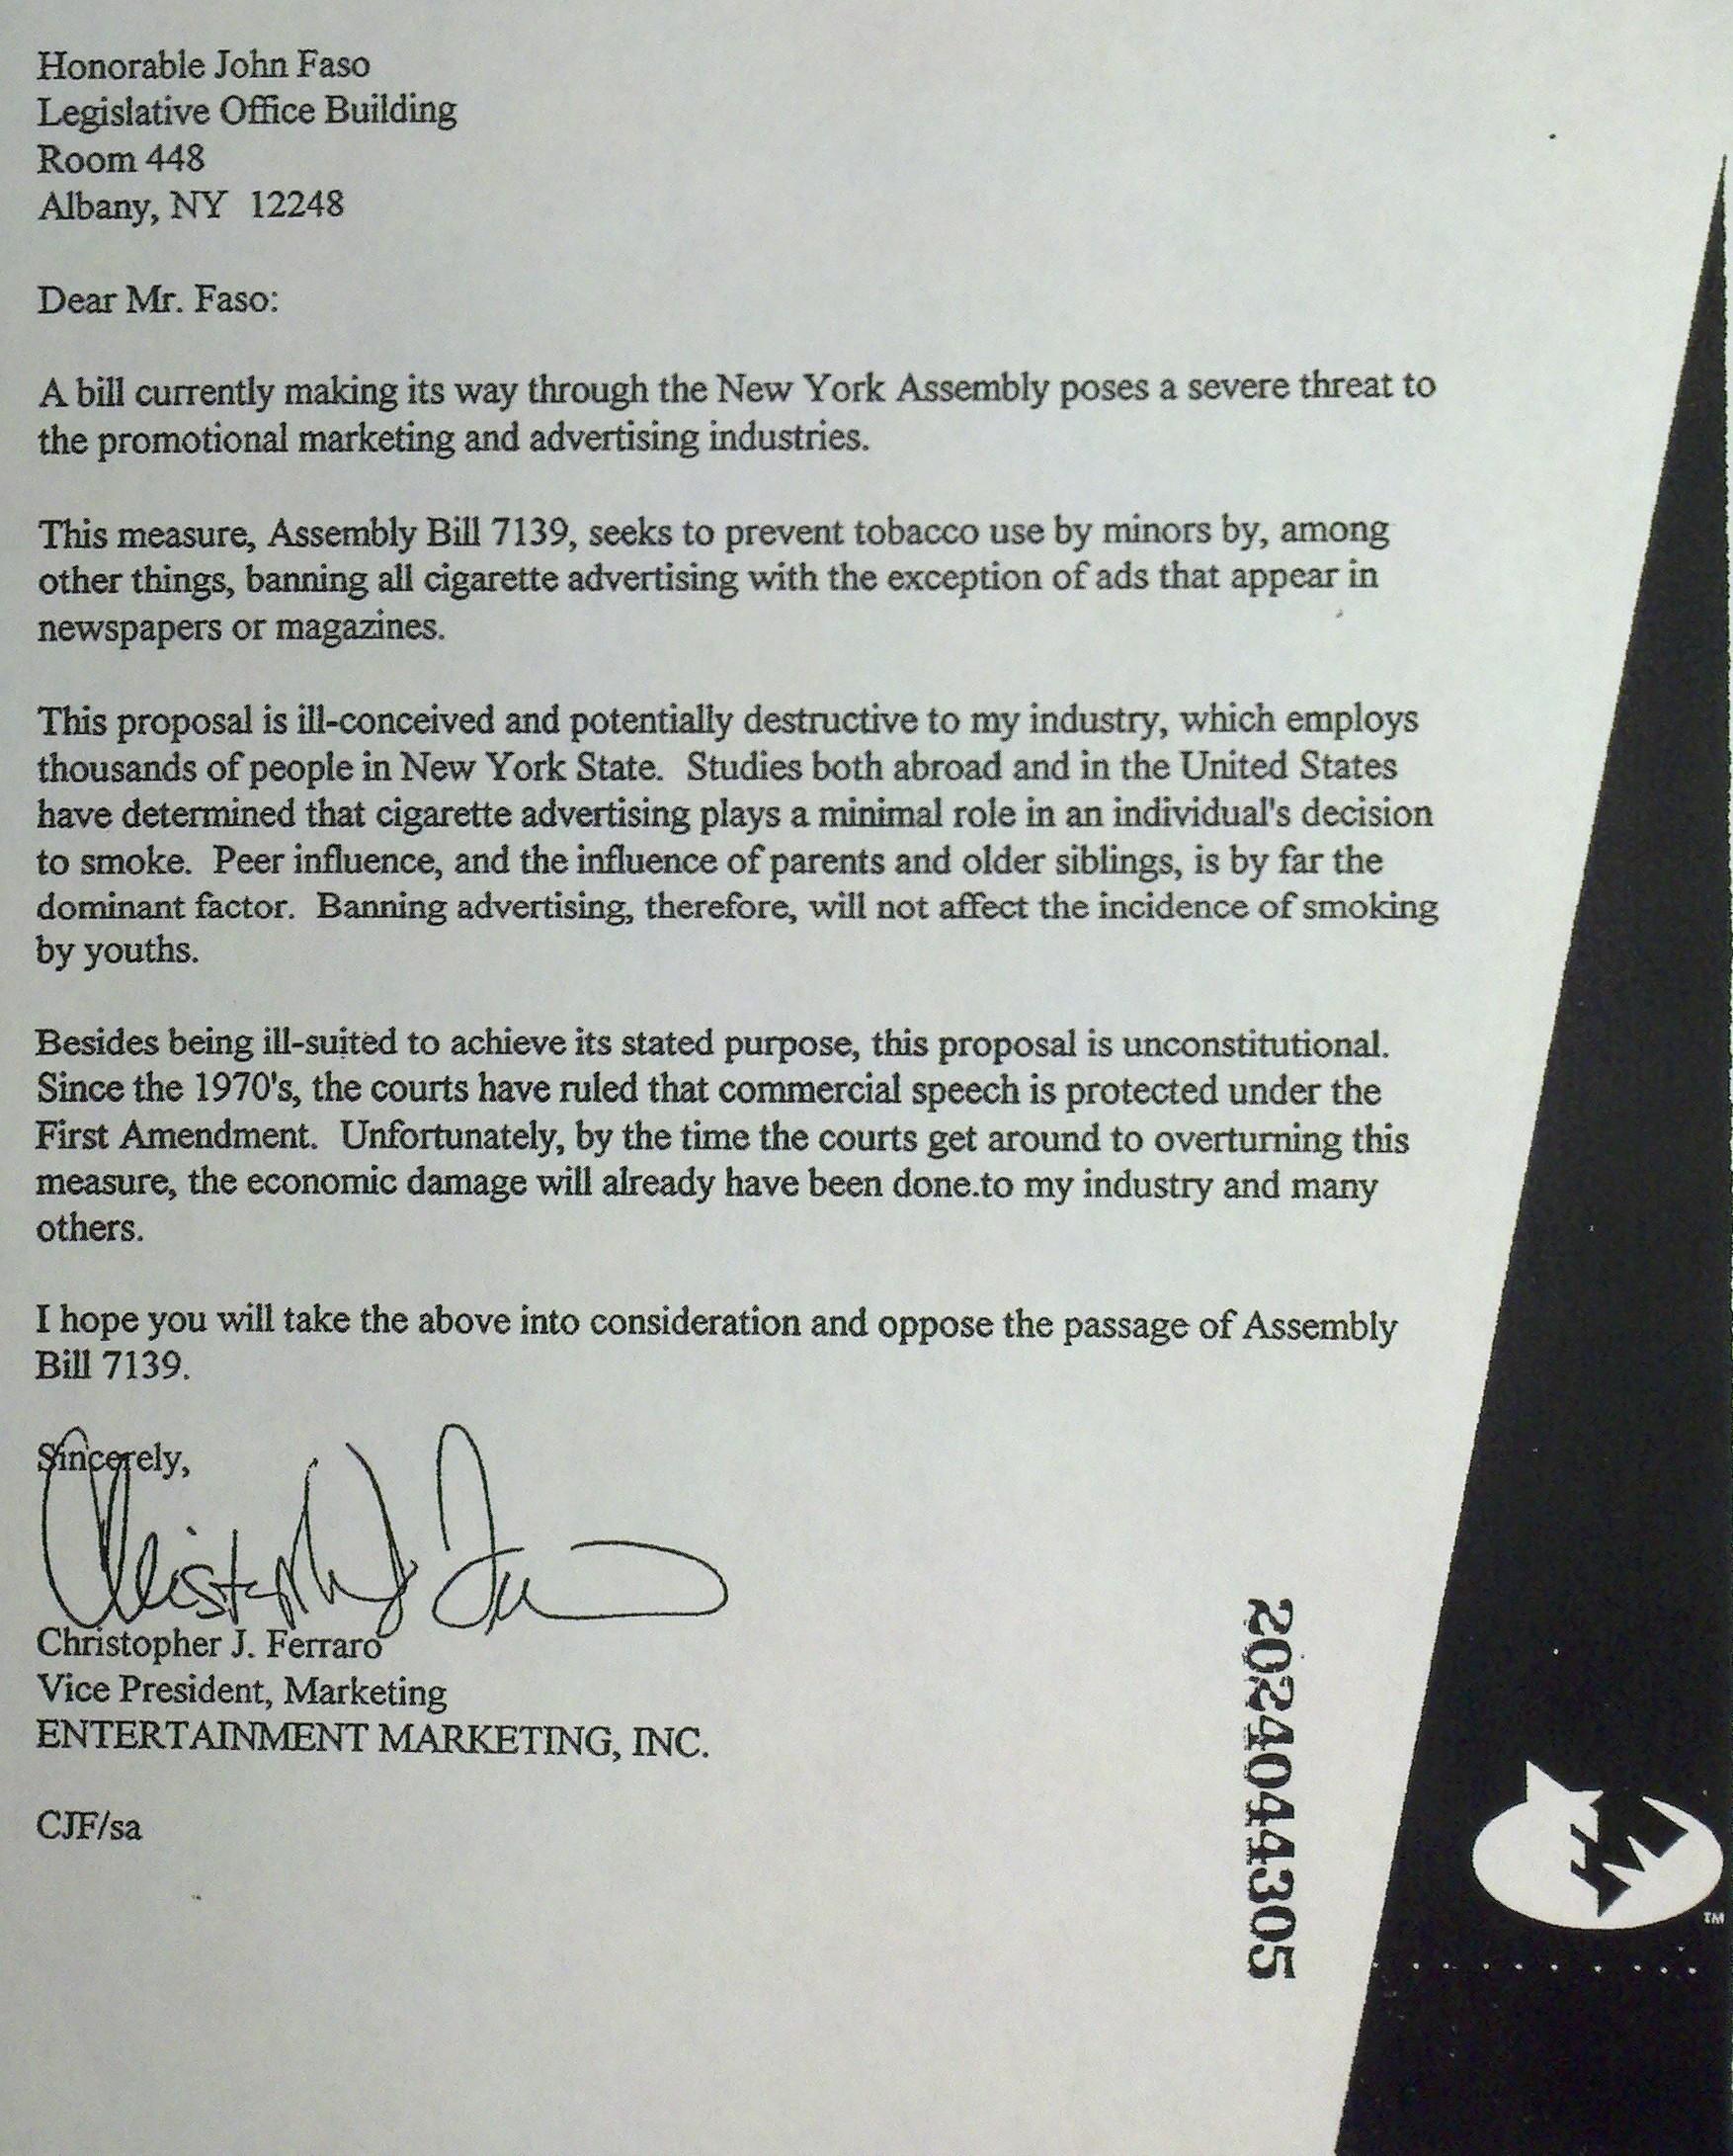 Honorable John Faso
Legislative Office Building
Room 448
Albany, NY 12248
Dear Mr. Faso:
A bill currently making its way through the New York Assembly poses a severe threat to
the promotional marketing and advertising industries.
This measure, Assembly Bill 7139, seeks to prevent tobacco use by minors by, among
other things, banning all cigarette advertising with the exception of ads that appear in
newspapers or magazines.
This proposal is ill-conceived and potentially destructive to my industry, which employs
thousands of people in New York State. Studies both abroad and in the United States
have determined that cigarette advertising plays a minimal role in an individual's decision
to smoke. Peer influence, and the influence of parents and older siblings, is by far the
dominant factor. Banning advertising, therefore, will not affect the incidence of smoking
by youths.
Besides being ill-suited to achieve its stated purpose, this proposal is unconstitutional.
Since the 1970's, the courts have ruled that commercial speech is protected under the
First Amendment. Unfortunately, by the time the courts get around to overturning this
measure, the economic damage will already have been done.to my industry and many
others.
I hope you will take the above into consideration and oppose the passage of Assembly
Bill 7139.
Sincerely,
Christopher J. Ferraro
Vice President, Marketing
ENTERTAINMENT MARKETING, INC.
CJF/sa
2024044305
TM